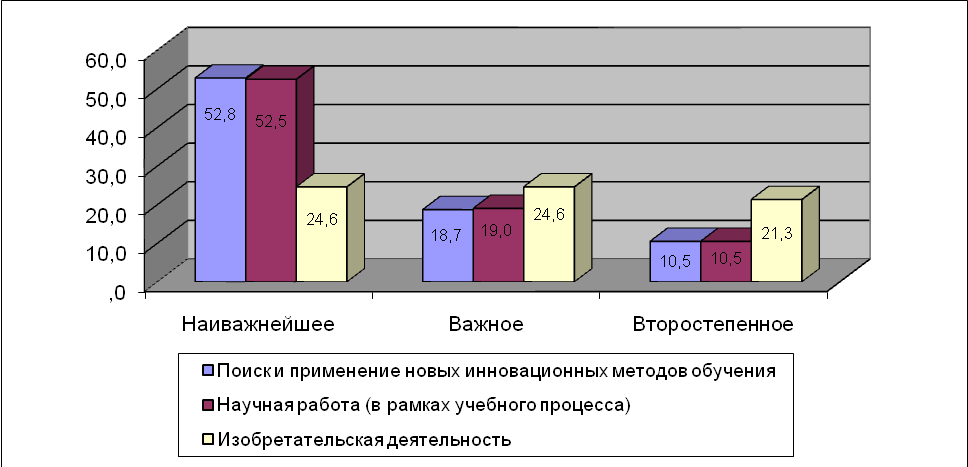 60,0
50,0
40,0
30,0
20,0
10,0
,0
52,8
52,5
24,6
18,7
19,0
24,6
10,5
10,5
21,3
Наиважнейшее
Важное
Второстепенное
Поиск и применение новых инновационных методов обучения
Научная работа (в рамках учебного процесса)
Изобретательская деятельность